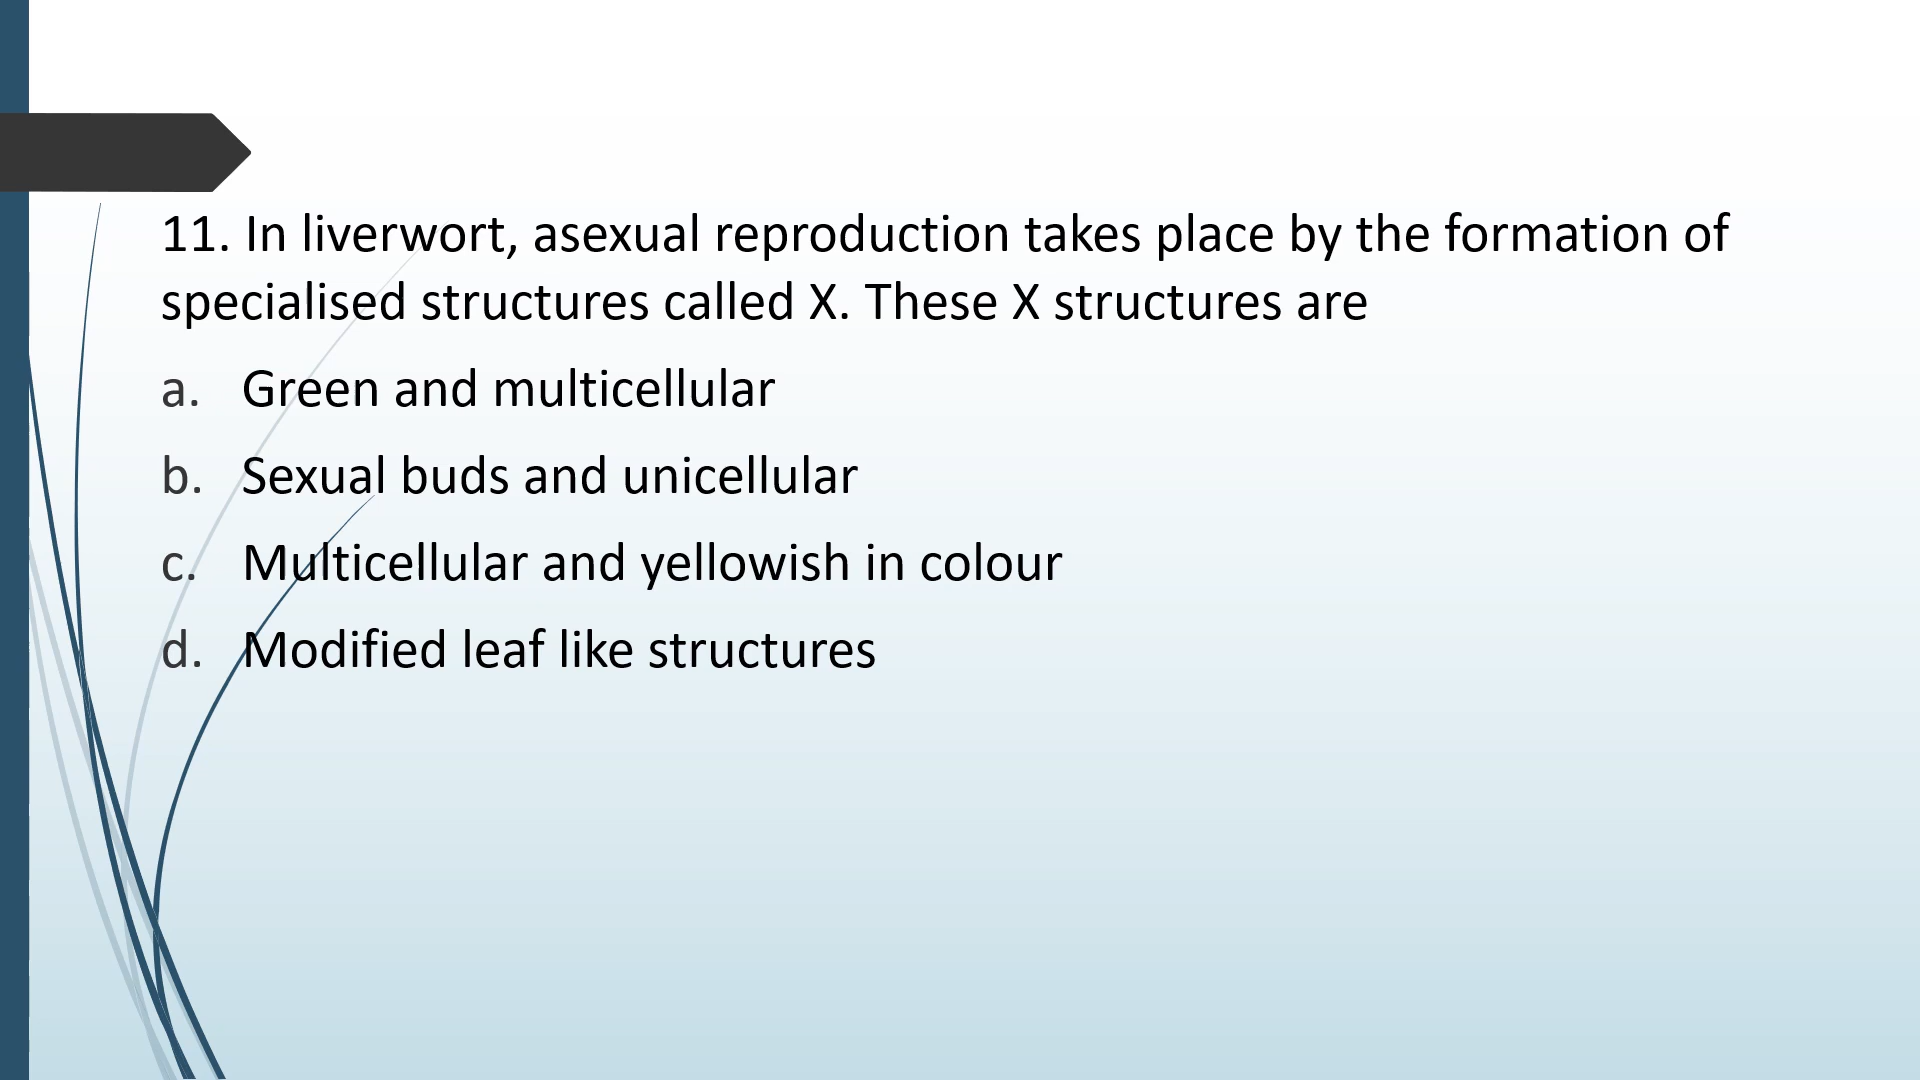 11. In liverwort, asexual reproduction takes place by the formation of
specialised structures called X. These X structures are
a. Green and multicellular
b. Sexual buds and unicellular
c. Multicellular and yellowish in colour
d. Modified leaf like structures